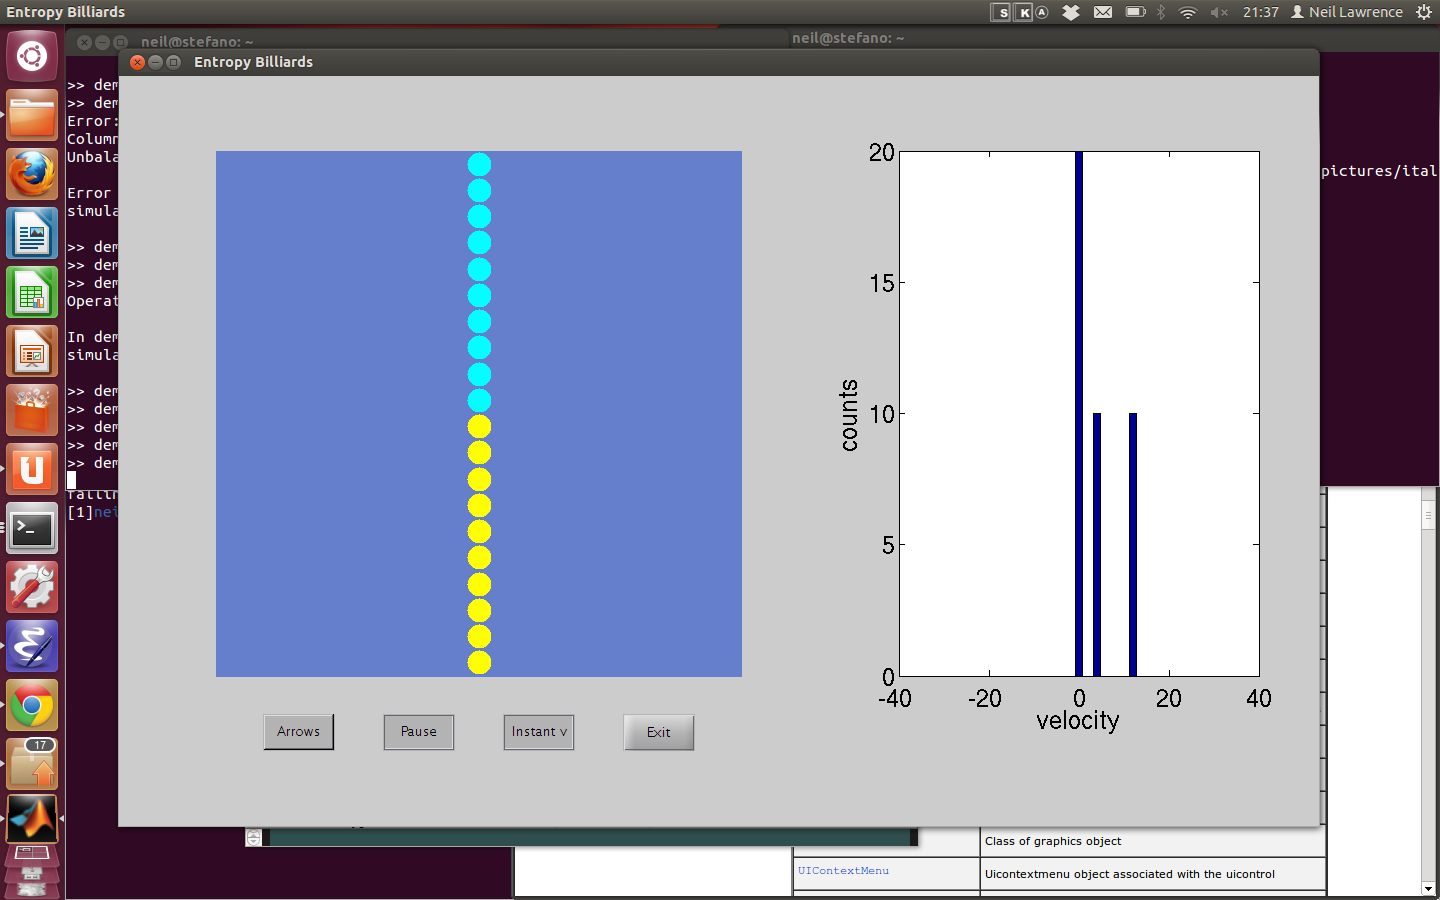 Entropy Billiards
S K A
21:37 Neil Lawrence
neil@stefano: ~
neil@stefano: ~
Entropy Billiards
>> dem
>> dem
Error:
Column
Unbala
Error
simula
>> dem
>> dem
>> dem
Operat
In dem
simula
>> dem
>> dem
>> dem
>> dem
>> dem
[1]nei
pictures/ital
20
15
10
5
0
counts
-40 -20 0 20 40
velocity
Arrows Pause Instant v Exit
17
Class of graphics object
UIContextMenu Uicontextmenu object associated with the uicontrol